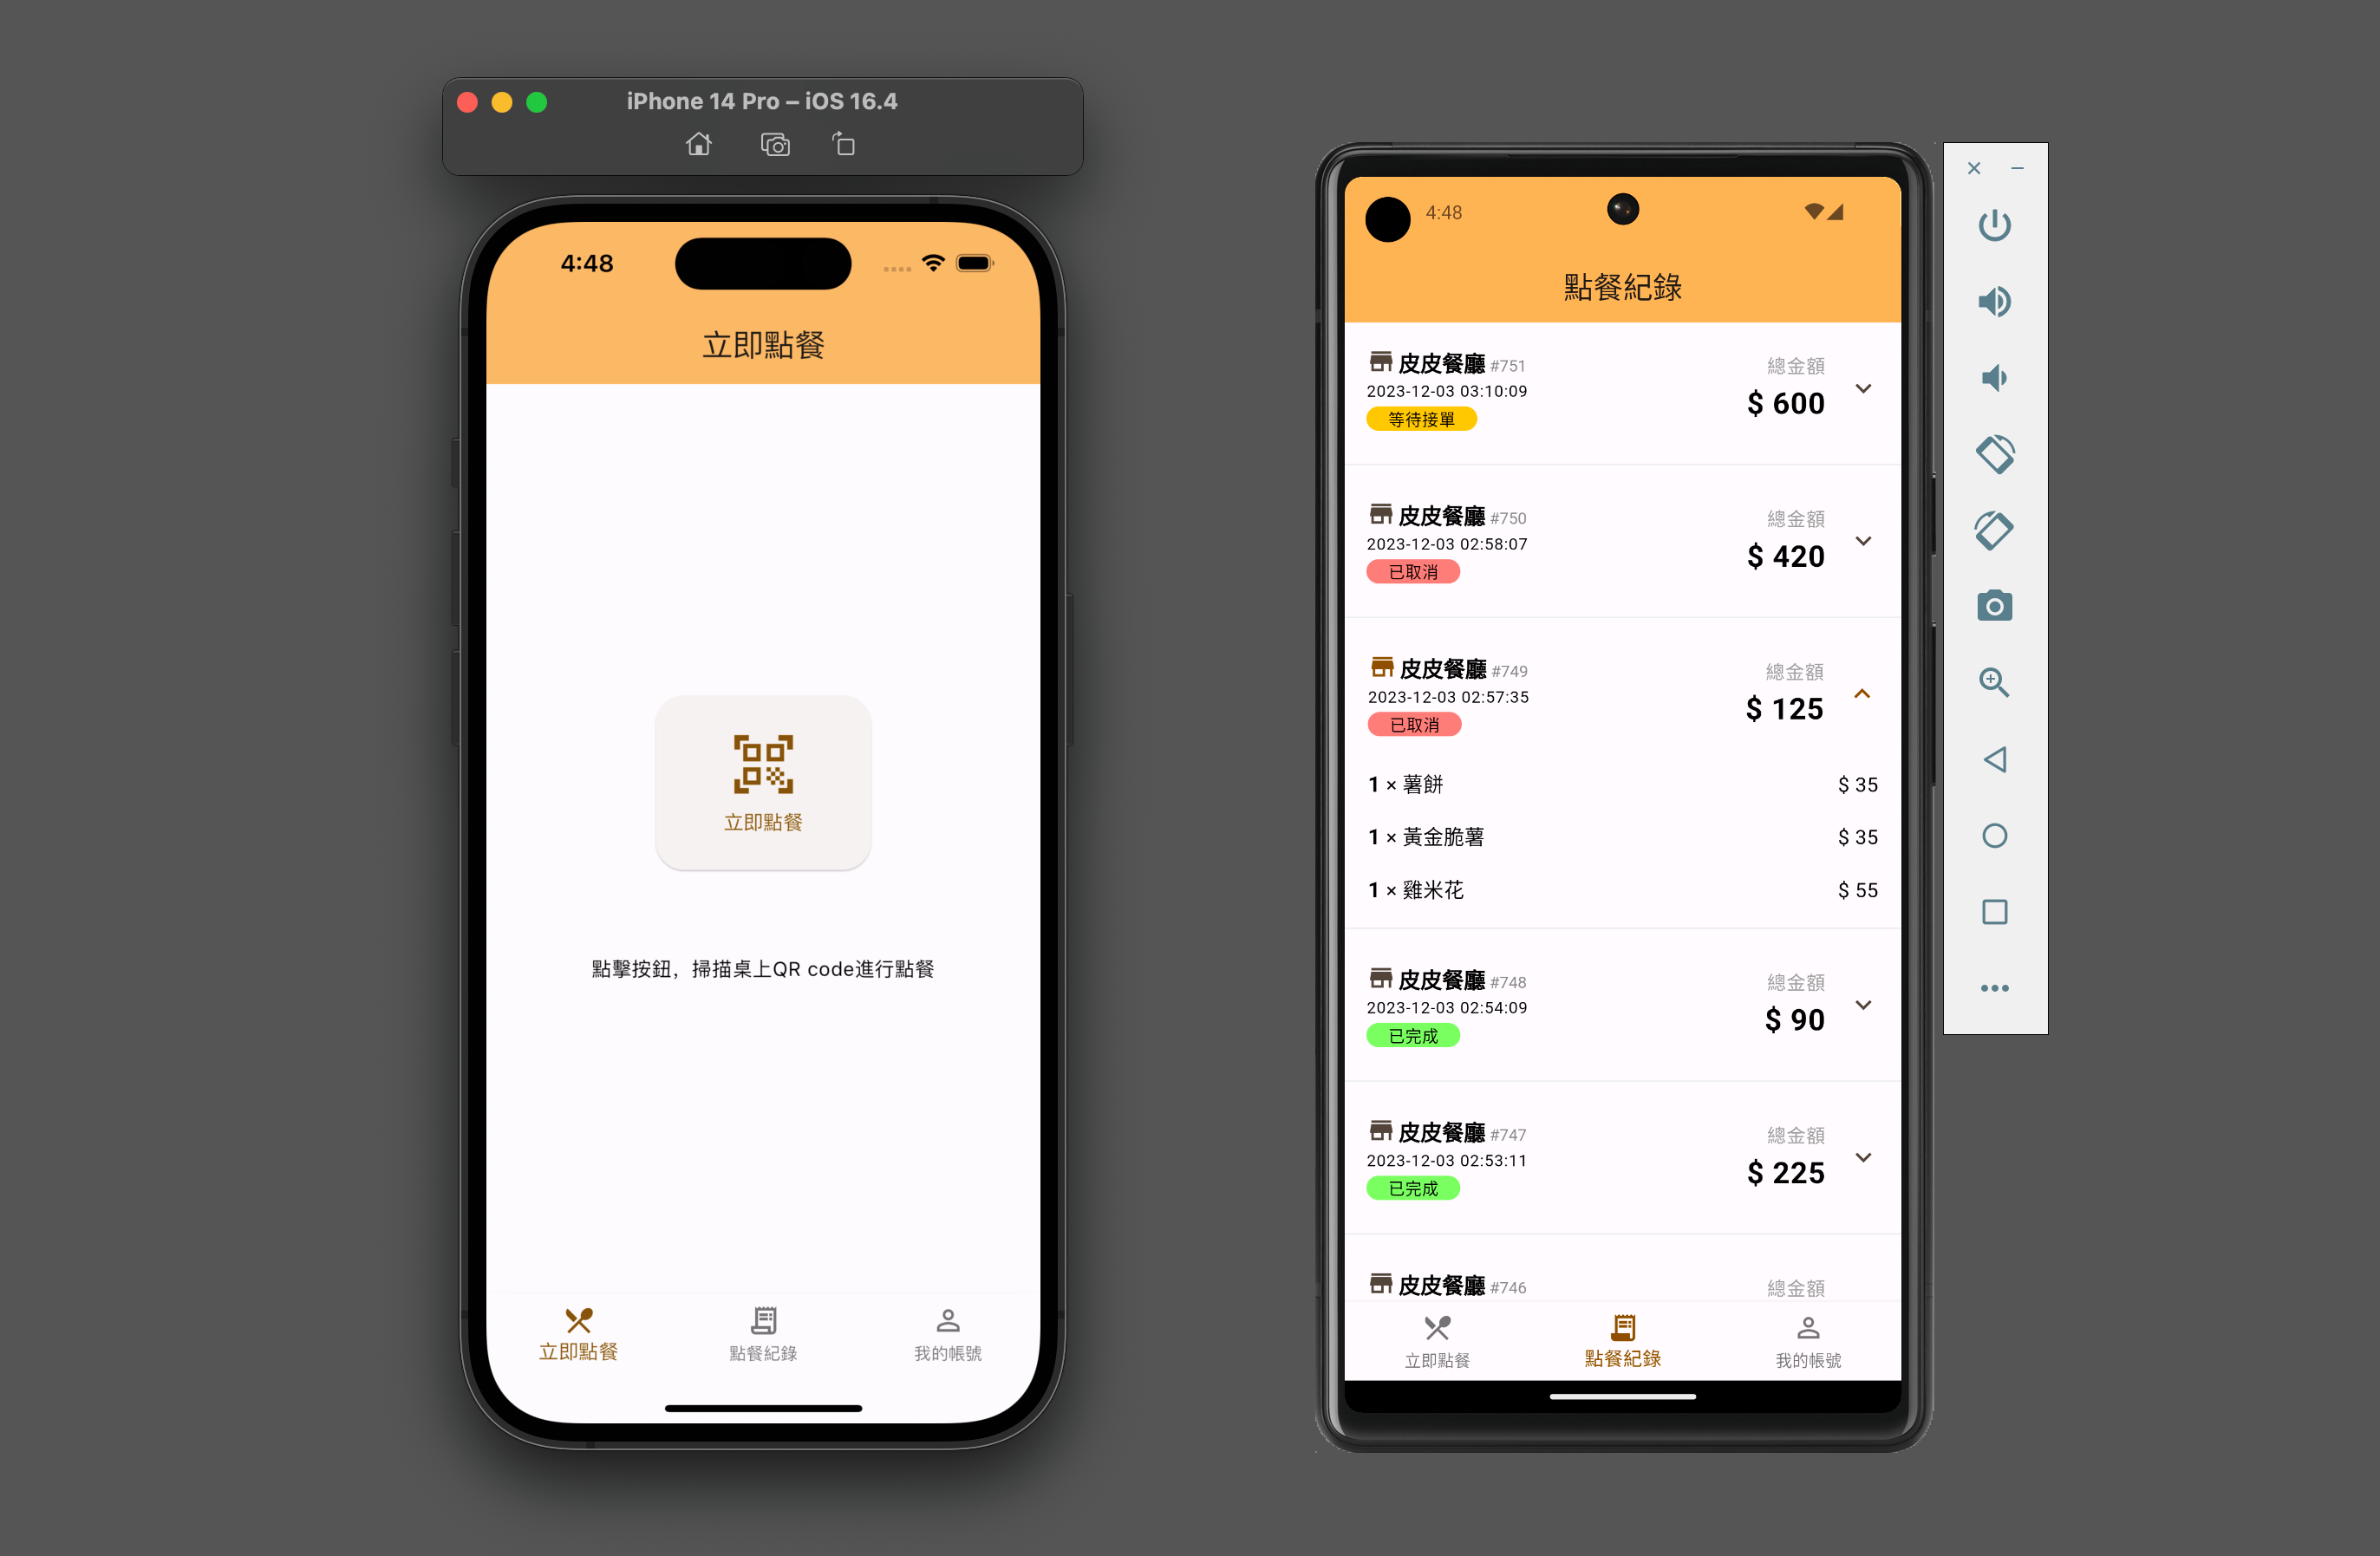 iPhone 14 Pro – iOS 16.4
4:48
立即點餐
立即點餐
點擊按鈕，掃描桌上QR code進行點餐
立即點餐
點餐紀錄
我的帳號
4:48
點餐紀錄
皮皮餐廳 #751
總金額
2023-12-03 03:10:09
$ 600
等待接單
皮皮餐廳 #750
總金額
2023-12-03 02:58:07
$ 420
已取消
皮皮餐廳 #749
總金額
2023-12-03 02:57:35
$ 125
已取消
1 × 薯餅 $ 35
1 × 黃金脆薯 $ 35
1 × 雞米花 $ 55
皮皮餐廳 #748
總金額
2023-12-03 02:54:09
$ 90
已完成
皮皮餐廳 #747
總金額
2023-12-03 02:53:11
$ 225
已完成
皮皮餐廳 #746
總金額
立即點餐
點餐紀錄
我的帳號